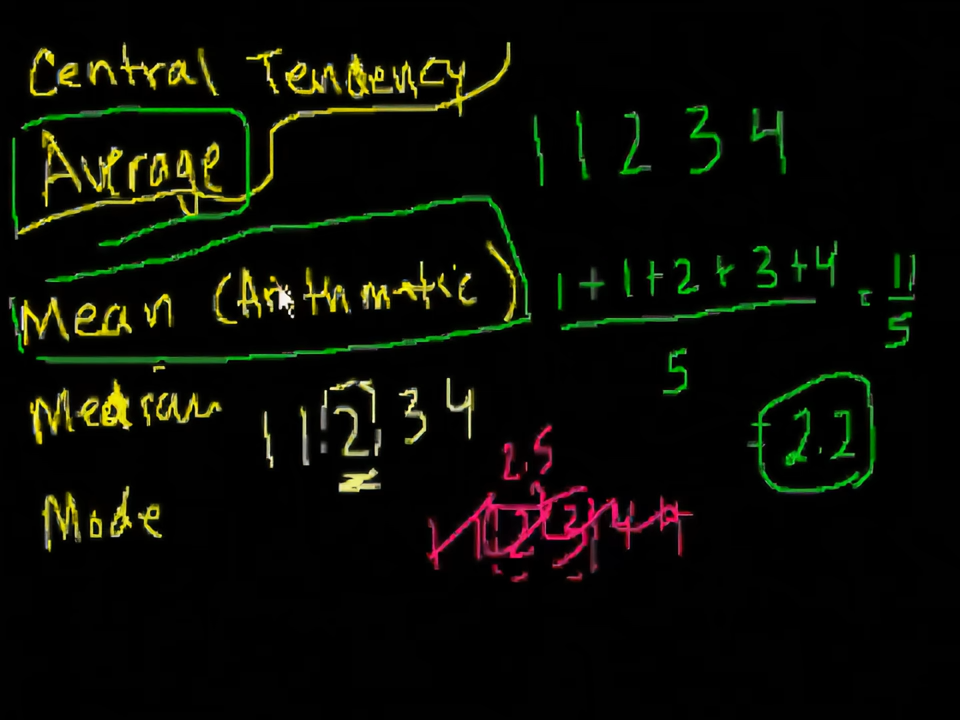 Central Tendency
Average
1 1 2 3 4
Mean (Arithmatic)
1 + 1 + 2 + 3 + 4
5
= 11
5
= 2.2
Median
1 1 2 3 4
2.5
Mode